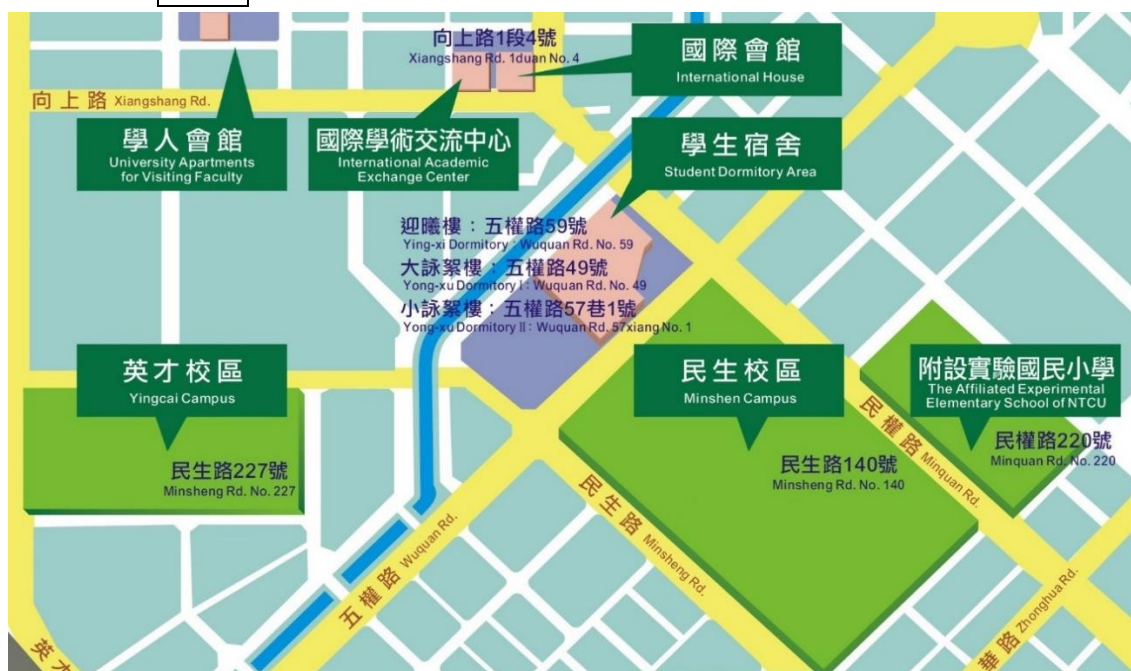 向上路1段4號
Xiangshang Rd. 1duan No. 4
國際會館
International House
向上路 Xiangshang Rd.
學人會館
University Apartments
for Visiting Faculty
國際學術交流中心
International Academic
Exchange Center
學生宿舍
Student Dormitory Area
迎曦樓：五權路59號
Ying-xi Dormitory：Wuquan Rd. No. 59
大詠絮樓：五權路49號
Yong-xu Dormitory I：Wuquan Rd. No. 49
小詠絮樓：五權路57巷1號
Yong-xu Dormitory II：Wuquan Rd. 57xiang No. 1
英才校區
Yingcai Campus
民生路227號
Minsheng Rd. No. 227
民生校區
Minshen Campus
民生路140號
Minsheng Rd. No. 140
附設實驗國民小學
The Affiliated Experimental
Elementary School of NTCU
民權路220號
Minquan Rd. No. 220
民權路 Minquan Rd.
民生路 Minsheng Rd.
五權路 Wuquan Rd.
華路 Zhonghua Rd.
英才